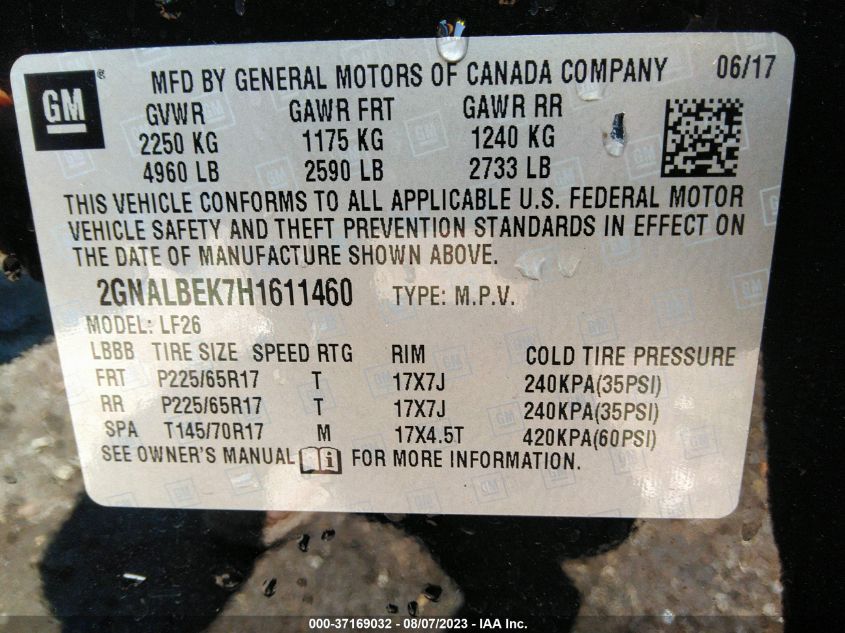 GM ® MFD BY GENERAL MOTORS OF CANADA COMPANY 06/17
GVWR GAWR FRT GAWR RR
2250 KG 1175 KG 1240 KG
4960 LB 2590 LB 2733 LB
THIS VEHICLE CONFORMS TO ALL APPLICABLE U.S. FEDERAL MOTOR
VEHICLE SAFETY AND THEFT PREVENTION STANDARDS IN EFFECT ON
THE DATE OF MANUFACTURE SHOWN ABOVE.
2GNALBEK7H1611460 TYPE: M.P.V.
MODEL: LF26
LBBB TIRE SIZE SPEED RTG RIM COLD TIRE PRESSURE
FRT P225/65R17 T 17X7J 240KPA(35PSI)
RR P225/65R17 T 17X7J 240KPA(35PSI)
SPA T145/70R17 M 17X4.5T 420KPA(60PSI)
SEE OWNER'S MANUAL i FOR MORE INFORMATION.
000-37169032 - 08/07/2023 - IAA Inc.